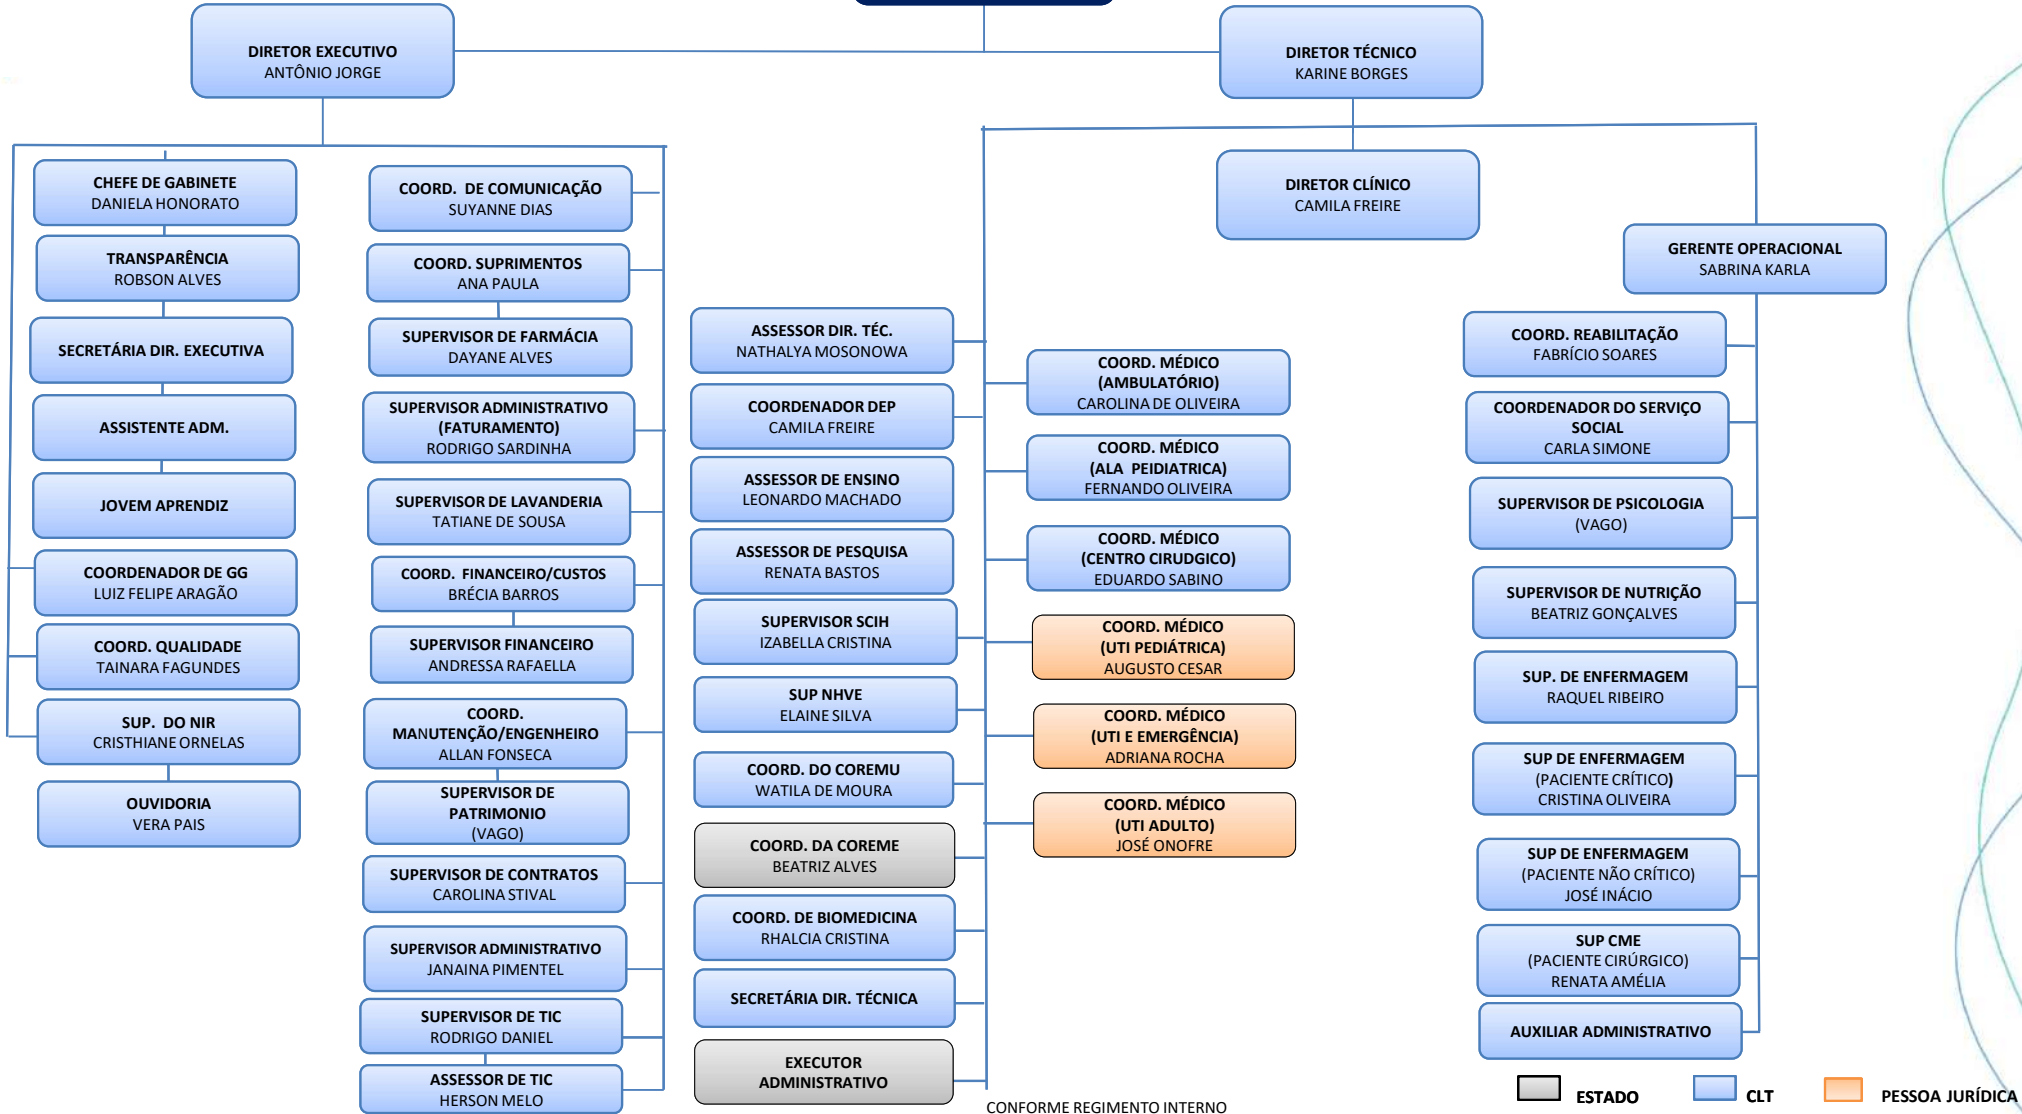 DIRETOR EXECUTIVO
ANTÔNIO JORGE
DIRETOR TÉCNICO
KARINE BORGES
DIRETOR CLÍNICO
CAMILA FREIRE
GERENTE OPERACIONAL
SABRINA KARLA
CHEFE DE GABINETE
DANIELA HONORATO
TRANSPARÊNCIA
ROBSON ALVES
SECRETÁRIA DIR. EXECUTIVA
ASSISTENTE ADM.
JOVEM APRENDIZ
COORDENADOR DE GG
LUIZ FELIPE ARAGÃO
COORD. QUALIDADE
TAINARA FAGUNDES
SUP. DO NIR
CRISTHIANE ORNELAS
OUVIDORIA
VERA PAIS
COORD. DE COMUNICAÇÃO
SUYANNE DIAS
COORD. SUPRIMENTOS
ANA PAULA
SUPERVISOR DE FARMÁCIA
DAYANE ALVES
SUPERVISOR ADMINISTRATIVO
(FATURAMENTO)
RODRIGO SARDINHA
SUPERVISOR DE LAVANDERIA
TATIANE DE SOUSA
COORD. FINANCEIRO/CUSTOS
BRÉCIA BARROS
SUPERVISOR FINANCEIRO
ANDRESSA RAFAELLA
COORD.
MANUTENÇÃO/ENGENHEIRO
ALLAN FONSECA
SUPERVISOR DE
PATRIMONIO
(VAGO)
SUPERVISOR DE CONTRATOS
CAROLINA STIVAL
SUPERVISOR ADMINISTRATIVO
JANAINA PIMENTEL
SUPERVISOR DE TIC
RODRIGO DANIEL
ASSESSOR DE TIC
HERSON MELO
ASSESSOR DIR. TÉC.
NATHALYA MOSONOWA
COORDENADOR DEP
CAMILA FREIRE
ASSESSOR DE ENSINO
LEONARDO MACHADO
ASSESSOR DE PESQUISA
RENATA BASTOS
SUPERVISOR SCIH
IZABELLA CRISTINA
SUP NHVE
ELAINE SILVA
COORD. DO COREMU
WATILA DE MOURA
COORD. DA COREME
BEATRIZ ALVES
COORD. DE BIOMEDICINA
RHALCIA CRISTINA
SECRETÁRIA DIR. TÉCNICA
EXECUTOR
ADMINISTRATIVO
COORD. MÉDICO
(AMBULATÓRIO)
CAROLINA DE OLIVEIRA
COORD. MÉDICO
(ALA PEIDIATRICA)
FERNANDO OLIVEIRA
COORD. MÉDICO
(CENTRO CIRUDGICO)
EDUARDO SABINO
COORD. MÉDICO
(UTI PEDIÁTRICA)
AUGUSTO CESAR
COORD. MÉDICO
(UTI E EMERGÊNCIA)
ADRIANA ROCHA
COORD. MÉDICO
(UTI ADULTO)
JOSÉ ONOFRE
COORD. REABILITAÇÃO
FABRÍCIO SOARES
COORDENADOR DO SERVIÇO
SOCIAL
CARLA SIMONE
SUPERVISOR DE PSICOLOGIA
(VAGO)
SUPERVISOR DE NUTRIÇÃO
BEATRIZ GONÇALVES
SUP. DE ENFERMAGEM
RAQUEL RIBEIRO
SUP DE ENFERMAGEM
(PACIENTE CRÍTICO)
CRISTINA OLIVEIRA
SUP DE ENFERMAGEM
(PACIENTE NÃO CRÍTICO)
JOSÉ INÁCIO
SUP CME
(PACIENTE CIRÚRGICO)
RENATA AMÉLIA
AUXILIAR ADMINISTRATIVO
ESTADO
CLT
PESSOA JURÍDICA
CONFORME REGIMENTO INTERNO